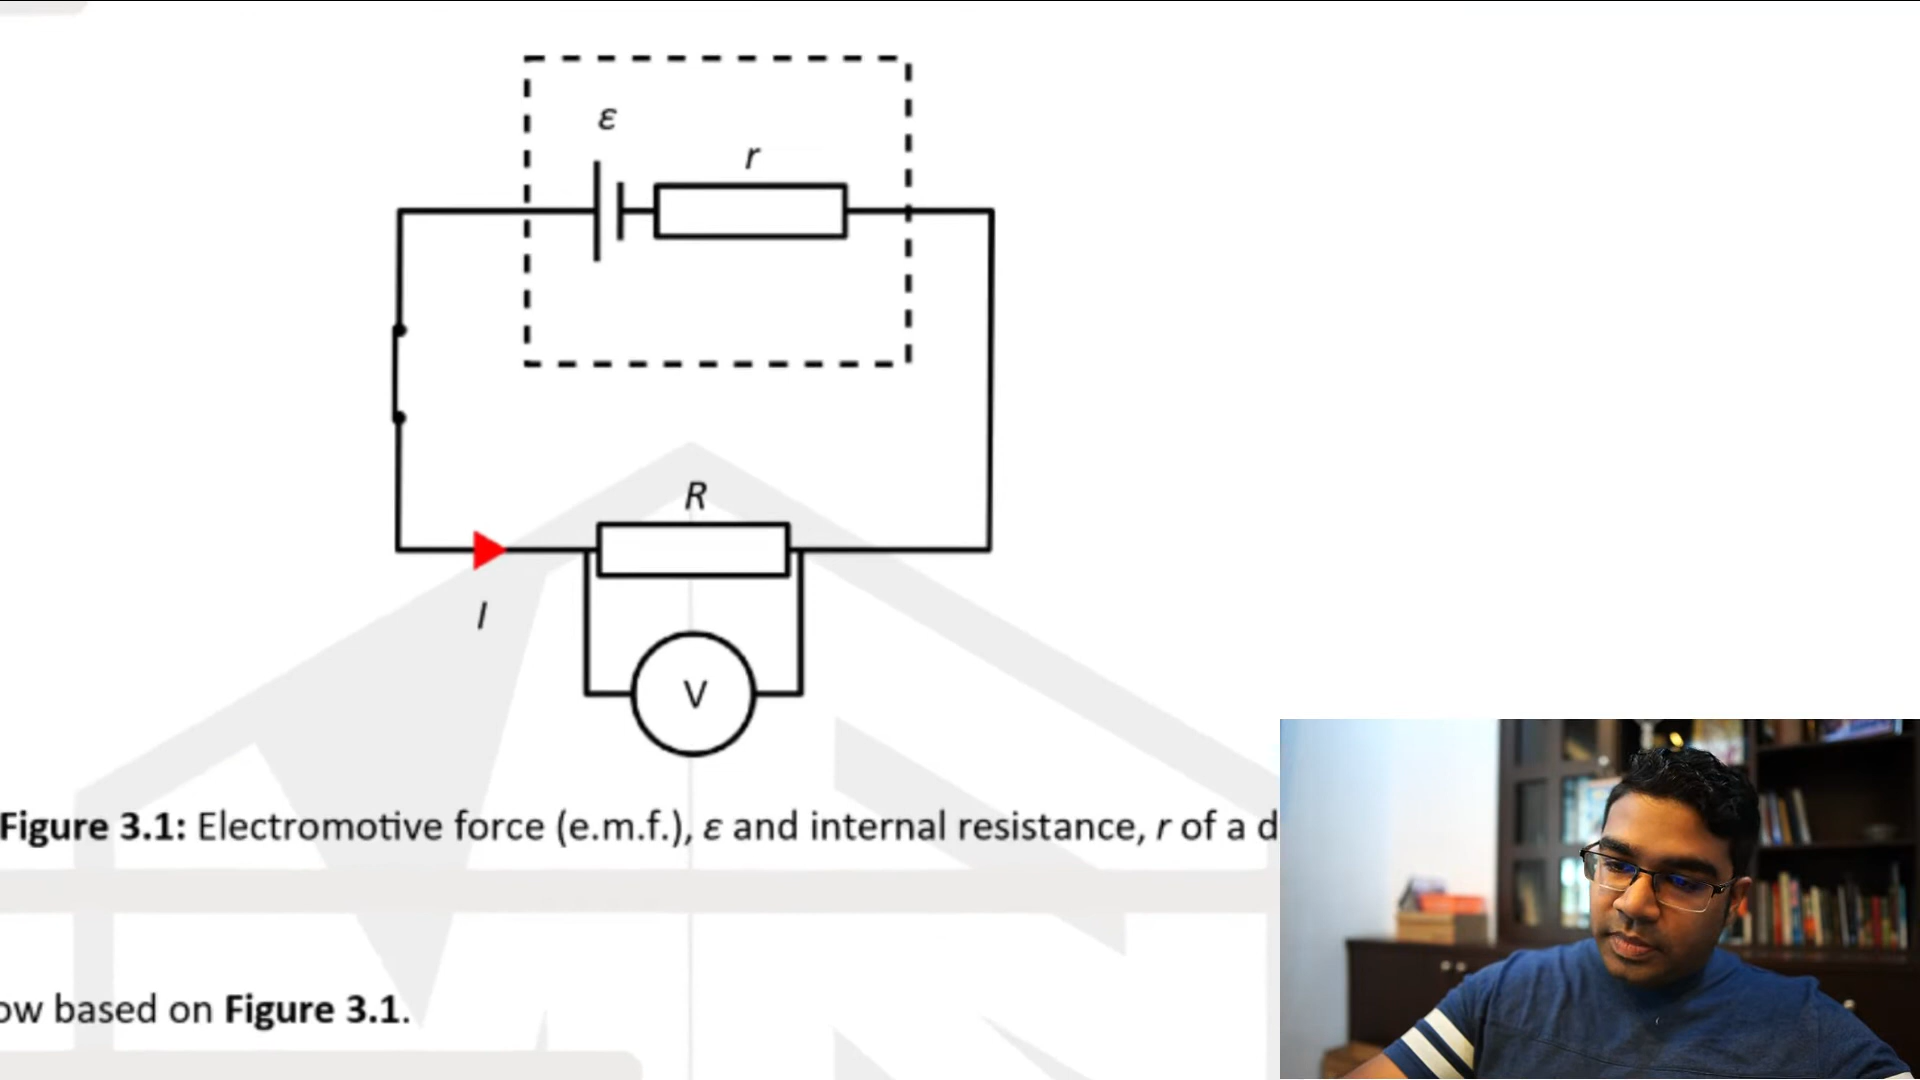 ε
r
R
I
V
Figure 3.1: Electromotive force (e.m.f.), ε and internal resistance, r of a d
ow based on Figure 3.1.